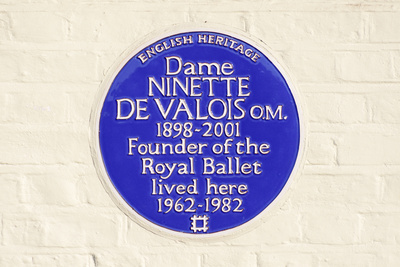 ENGLISH HERITAGE
Dame
NINETTE
DE VALOIS O.M.
1898-2001
Founder of the
Royal Ballet
lived here
1962-1982